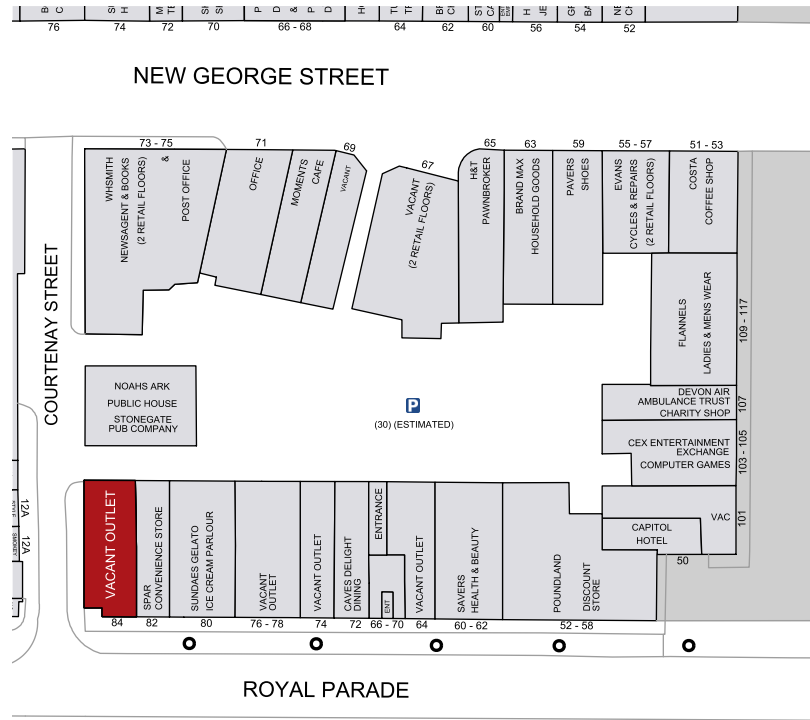 76
74
72
70
66 - 68
64
62
60
56
54
52
NEW GEORGE STREET
73 - 75
71
69
67
65
63
59
55 - 57
51 - 53
WHSMITH
NEWSAGENT & BOOKS
(2 RETAIL FLOORS)
&
POST OFFICE
OFFICE
MOMENTS
CAFE
VACANT
VACANT
(2 RETAIL FLOORS)
H&T
PAWNBROKER
BRAND MAX
HOUSEHOLD GOODS
PAVERS
SHOES
EVANS
CYCLES & REPAIRS
(2 RETAIL FLOORS)
COSTA
COFFEE SHOP
COURTENAY STREET
FLANNELS
LADIES & MENS WEAR
109 - 117
NOAHS ARK
PUBLIC HOUSE
STONEGATE
PUB COMPANY
P
(30) (ESTIMATED)
DEVON AIR
AMBULANCE TRUST
CHARITY SHOP
107
CEX ENTERTAINMENT
EXCHANGE
COMPUTER GAMES
103 - 105
VAC
101
CAPITOL
HOTEL
50
12A
12A
VACANT OUTLET
SPAR
CONVENIENCE STORE
SUNDAES GELATO
ICE CREAM PARLOUR
VACANT
OUTLET
VACANT OUTLET
CAVES DELIGHT
DINING
ENTRANCE
ENT
VACANT OUTLET
SAVERS
HEALTH & BEAUTY
POUNDLAND
DISCOUNT
STORE
84
82
80
76 - 78
74
72
66 - 70
64
60 - 62
52 - 58
ROYAL PARADE